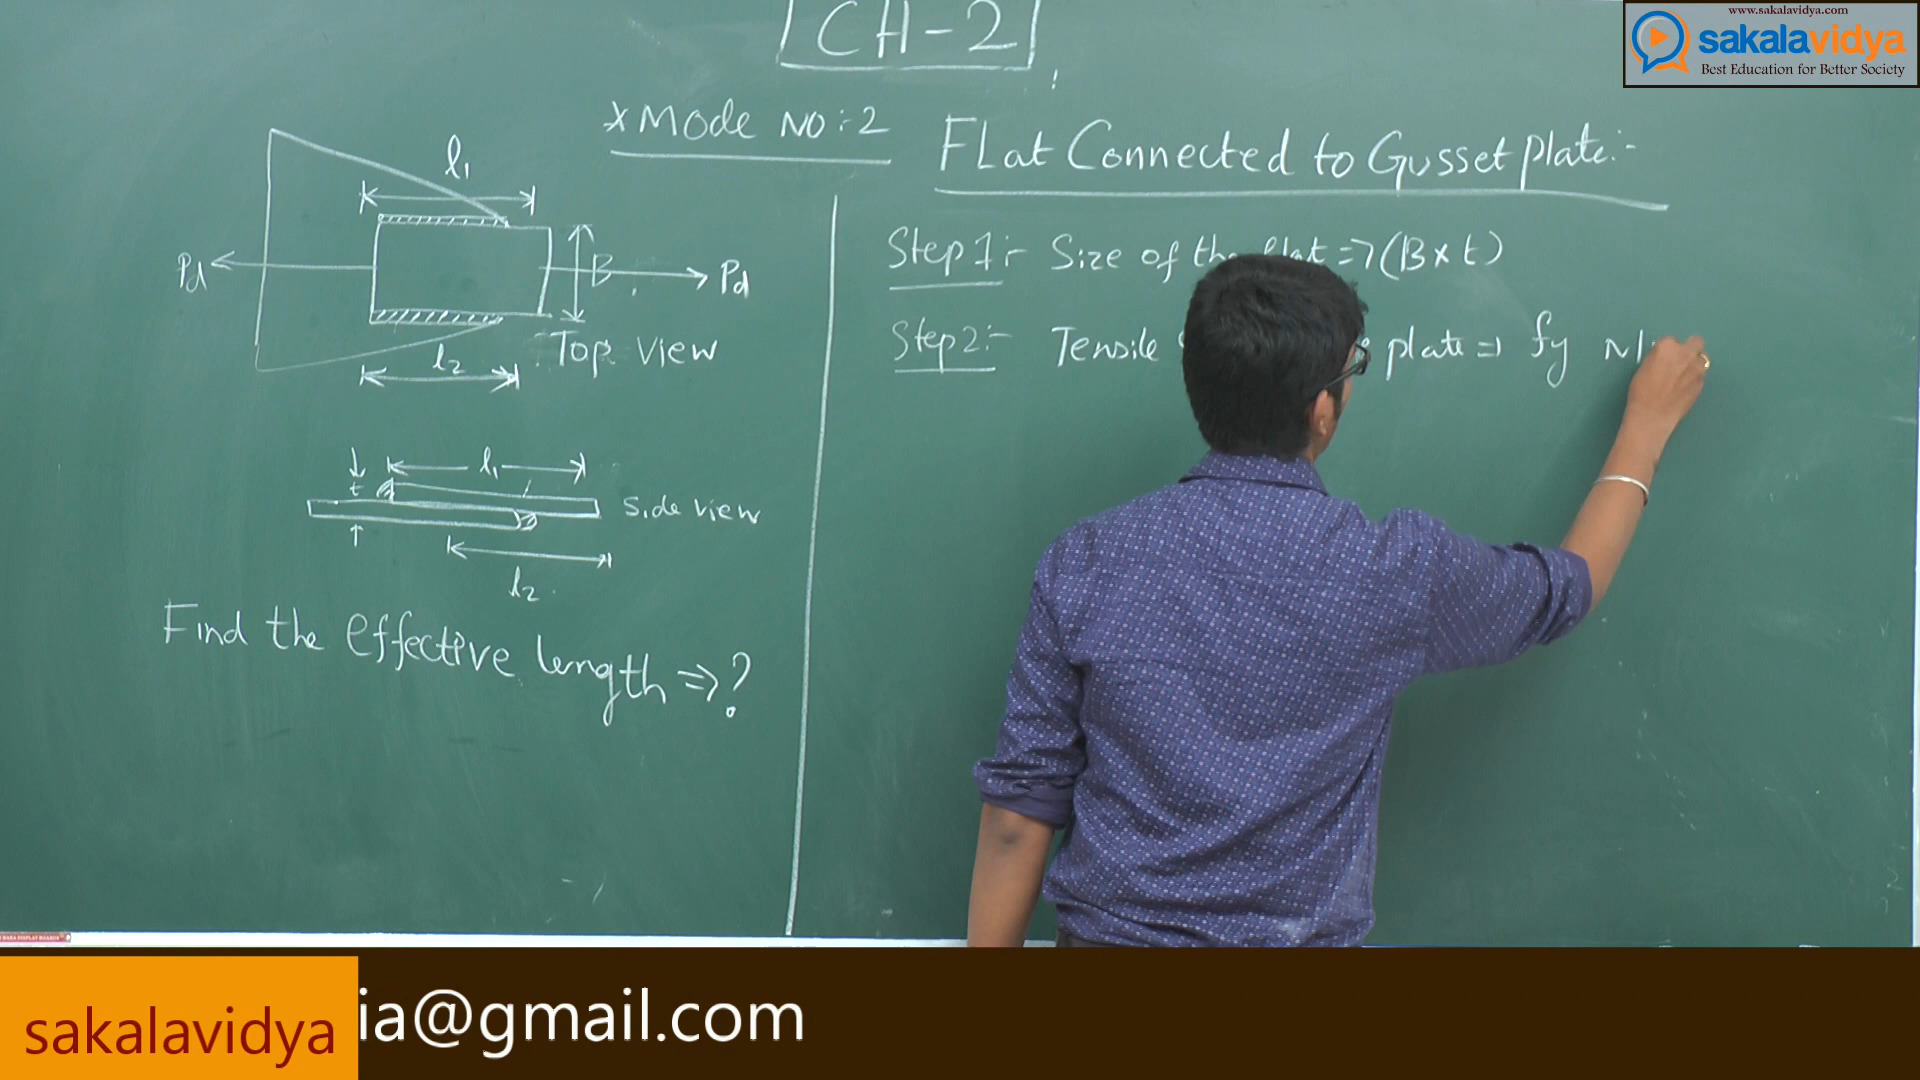 www.sakalavidya.com
sakalavidya
Best Education for Better Society
CH-2
x Mode NO:-2
FLat Connected to Gusset plate:-
l1
Pd
B
Pd
Top view
l2
l1
t
Side view
l2
Find the effective length ⇒?
Step 1:- Size of the flat ⇒ (B x t)
Step 2:- Tensile plate ⇒ fy N/
sakalavidya
ia@gmail.com